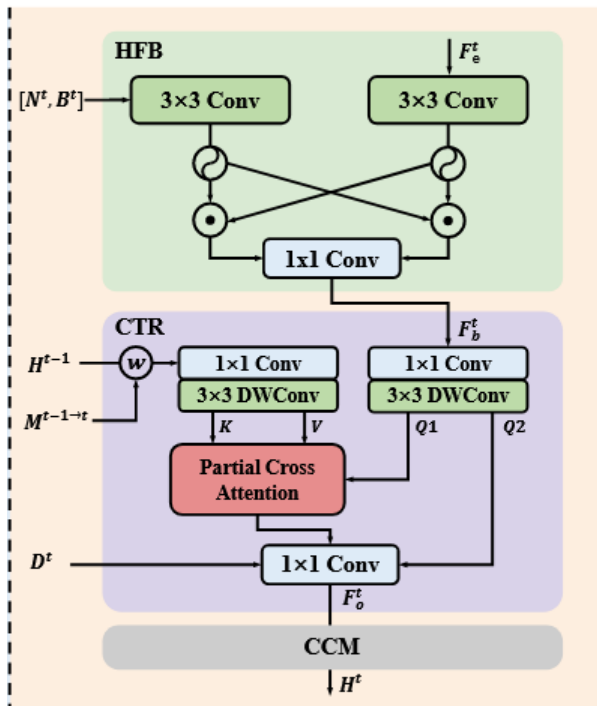 HFB
F_e^t
[N^t, B^t]
3×3 Conv
3×3 Conv
1x1 Conv
CTR
F_b^t
H^{t-1}
w
1×1 Conv
1×1 Conv
3×3 DWConv
3×3 DWConv
M^{t-1→t}
K
V
Q1
Q2
Partial Cross
Attention
D^t
1×1 Conv
F_o^t
CCM
H^t